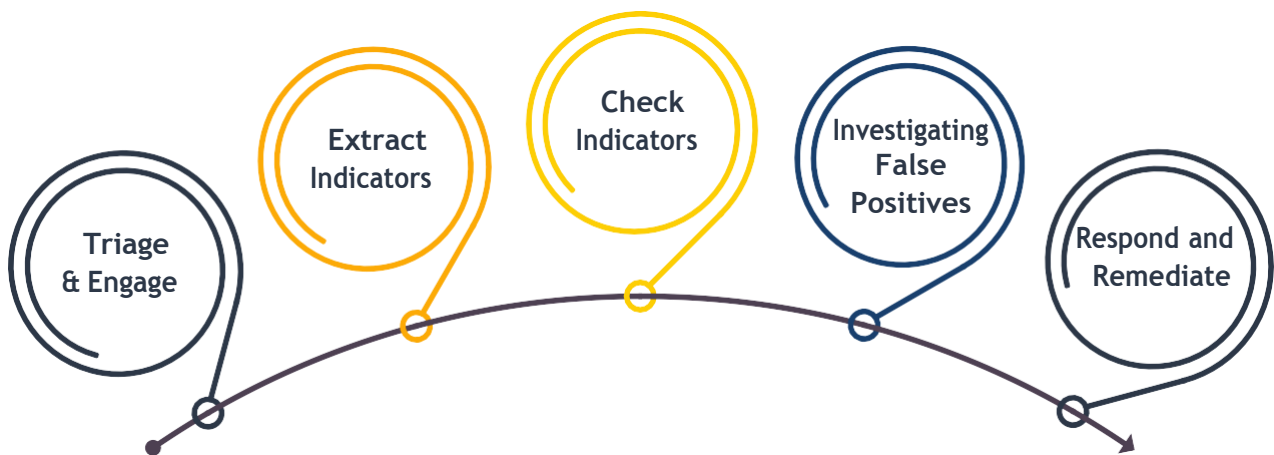 Triage
& Engage
Extract
Indicators
Check
Indicators
Investigating
False
Positives
Respond and
Remediate